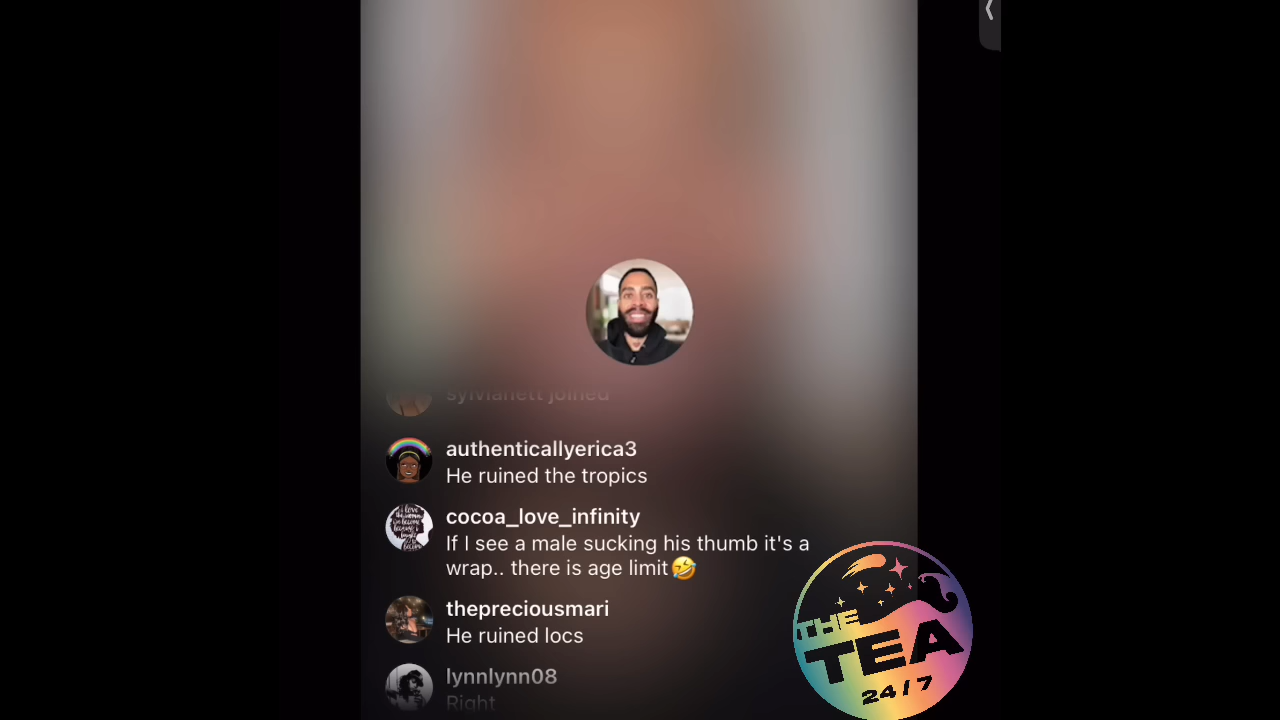 sylvianett joined
authenticallyerica3
He ruined the tropics
cocoa_love_infinity
If I see a male sucking his thumb it's a
wrap.. there is age limit🤣
thepreciousmari
He ruined locs
lynnlynn08
Right
THE
TEA
24/7